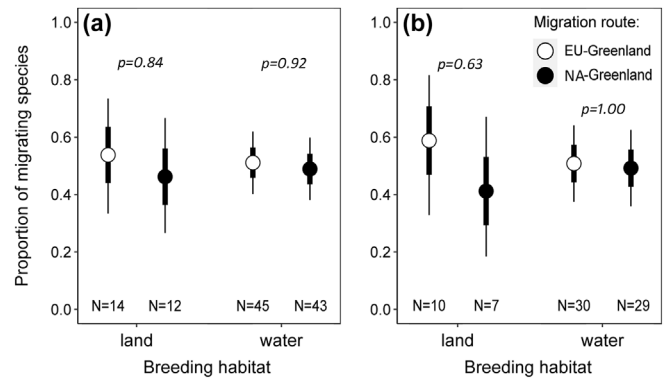 (a)
p=0.84
p=0.92
Proportion of migrating species
1.0
0.8
0.6
0.4
0.2
0.0
N=14 N=12 N=45 N=43
land water
Breeding habitat
(b)
Migration route:
EU-Greenland
NA-Greenland
p=0.63
p=1.00
1.0
0.8
0.6
0.4
0.2
0.0
N=10 N=7 N=30 N=29
land water
Breeding habitat